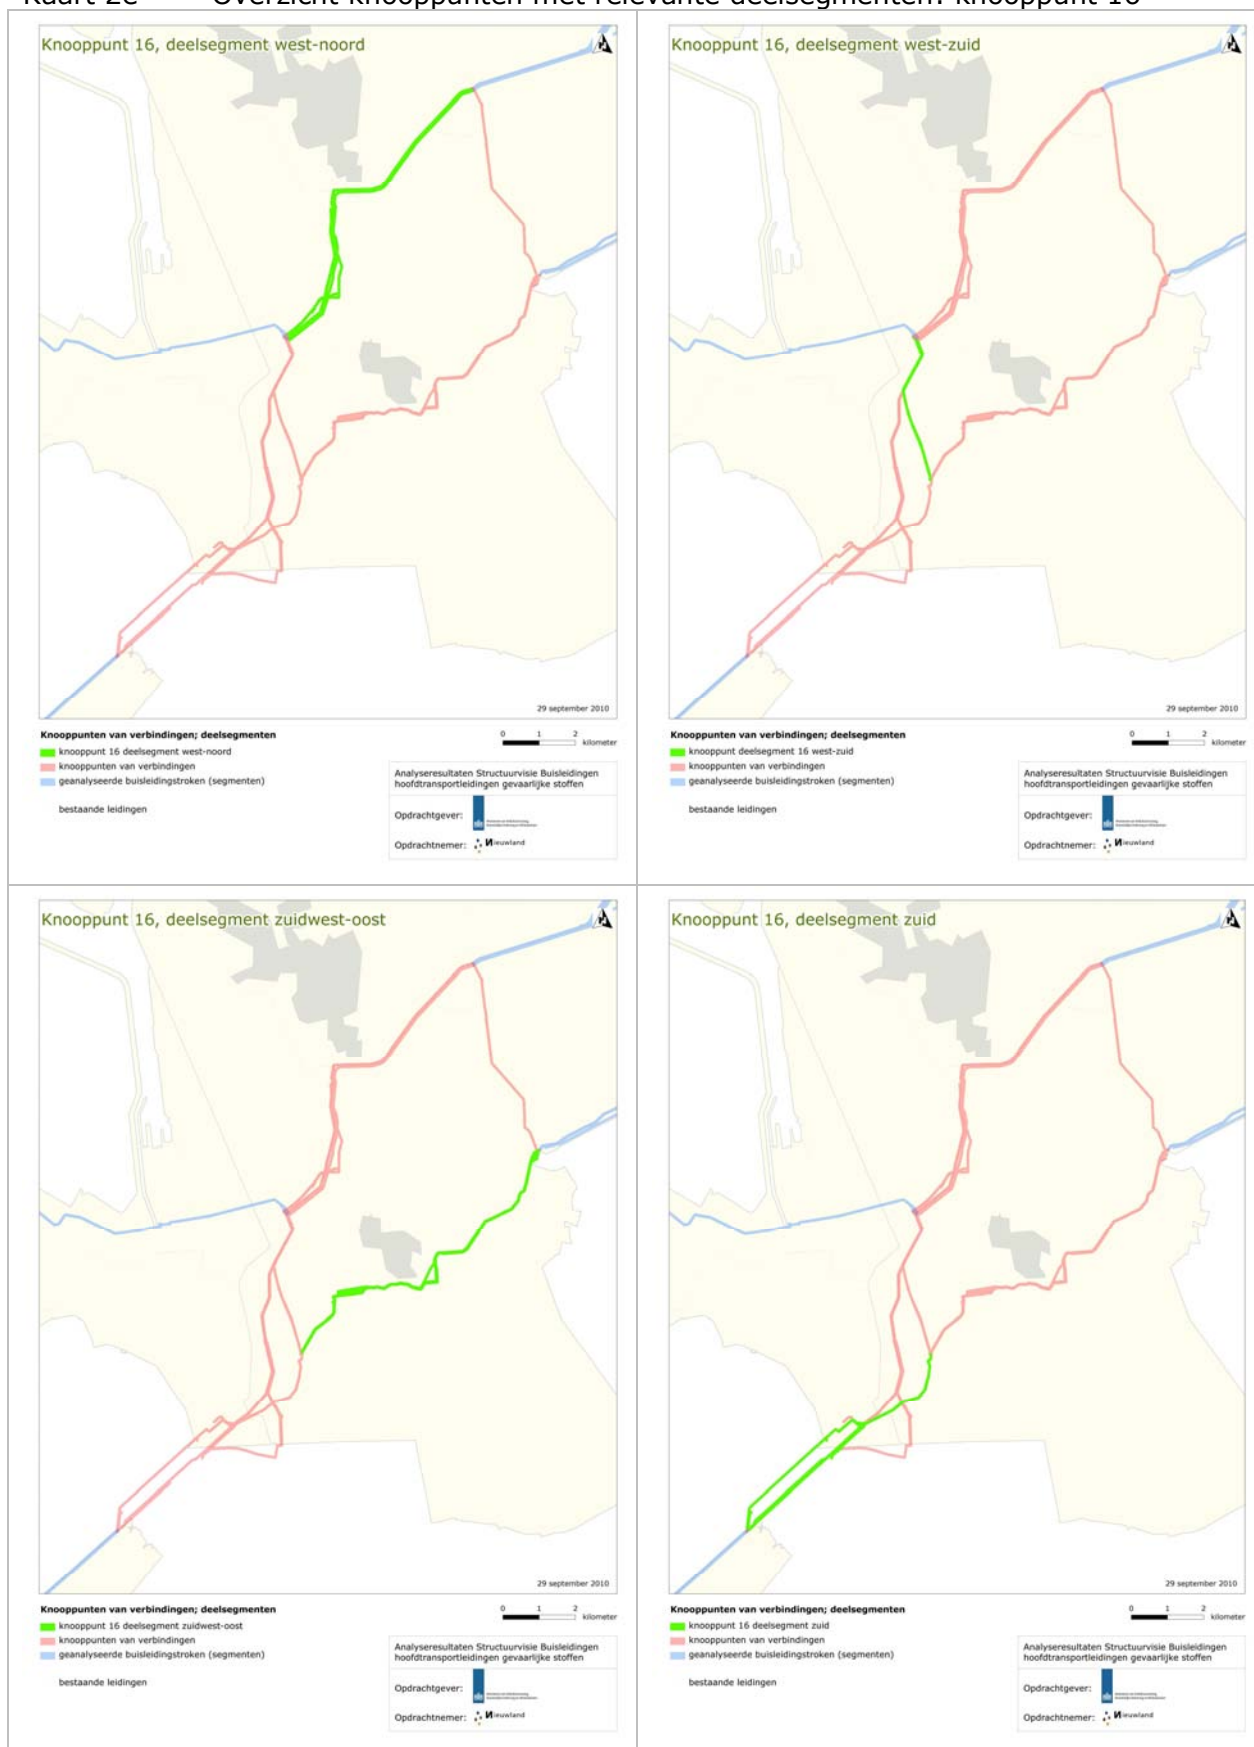 Kaart 2e Overzicht knooppunten met relevante deelsegmenten: knooppunt 16
Knooppunt 16, deelsegment west-noord
29 september 2010
Knooppunten van verbindingen; deelsegmenten
knooppunt 16 deelsegment west-noord
knooppunten van verbindingen
geanalyseerde buisleidingstroken (segmenten)
bestaande leidingen
0 1 2
kilometer
Analyseresultaten Structuurvisie Buisleidingen
hoofdtransportleidingen gevaarlijke stoffen
Opdrachtgever:
Opdrachtnemer: Nieuwland
Knooppunt 16, deelsegment west-zuid
29 september 2010
Knooppunten van verbindingen; deelsegmenten
knooppunt deelsegment 16 west-zuid
knooppunten van verbindingen
geanalyseerde buisleidingstroken (segmenten)
bestaande leidingen
0 1 2
kilometer
Analyseresultaten Structuurvisie Buisleidingen
hoofdtransportleidingen gevaarlijke stoffen
Opdrachtgever:
Opdrachtnemer: Nieuwland
Knooppunt 16, deelsegment zuidwest-oost
29 september 2010
Knooppunten van verbindingen; deelsegmenten
knooppunt 16 deelsegment zuidwest-oost
knooppunten van verbindingen
geanalyseerde buisleidingstroken (segmenten)
bestaande leidingen
0 1 2
kilometer
Analyseresultaten Structuurvisie Buisleidingen
hoofdtransportleidingen gevaarlijke stoffen
Opdrachtgever:
Opdrachtnemer: Nieuwland
Knooppunt 16, deelsegment zuid
29 september 2010
Knooppunten van verbindingen; deelsegmenten
knooppunt 16 deelsegment zuid
knooppunten van verbindingen
geanalyseerde buisleidingstroken (segmenten)
bestaande leidingen
0 1 2
kilometer
Analyseresultaten Structuurvisie Buisleidingen
hoofdtransportleidingen gevaarlijke stoffen
Opdrachtgever:
Opdrachtnemer: Nieuwland